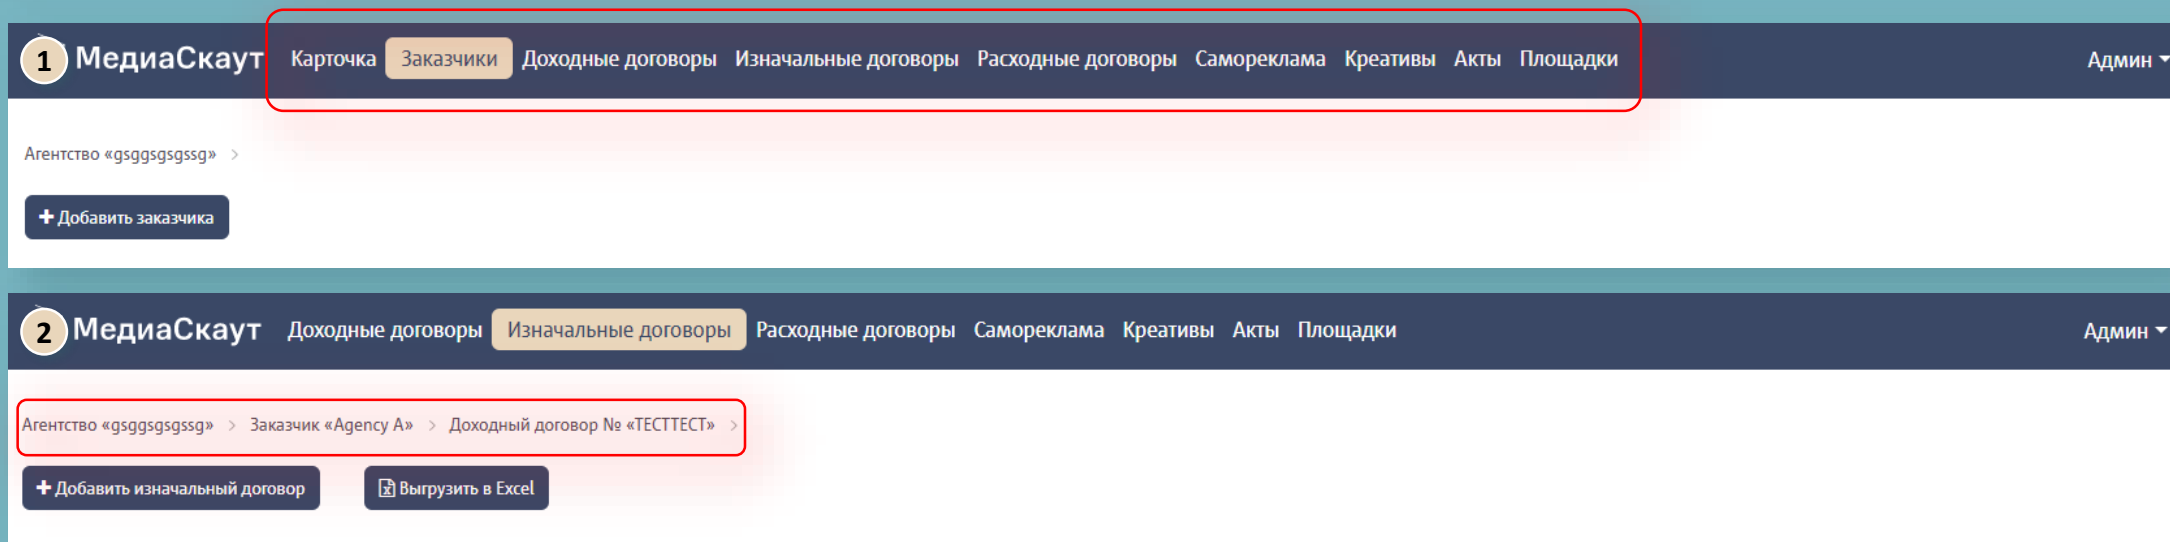 1 МедиаСкаут Карточка Заказчики Доходные договоры Изначальные договоры Расходные договоры Самореклама Креативы Акты Площадки Админ
Агентство «gsggsgsgssg» >
+ Добавить заказчика
2 МедиаСкаут Доходные договоры Изначальные договоры Расходные договоры Самореклама Креативы Акты Площадки Админ
Агентство «gsggsgsgssg» > Заказчик «Agency A» > Доходный договор № «ТЕСТТЕСТ» >
+ Добавить изначальный договор Выгрузить в Excel